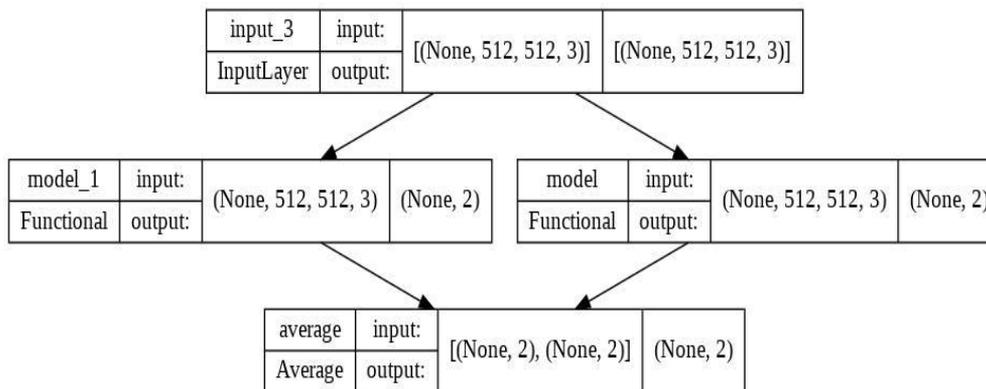 input_3 input: [(None, 512, 512, 3)] [(None, 512, 512, 3)]
InputLayer output:
model_1 input: (None, 512, 512, 3) (None, 2)
Functional output:
model input: (None, 512, 512, 3) (None, 2)
Functional output:
average input: [(None, 2), (None, 2)] (None, 2)
Average output: